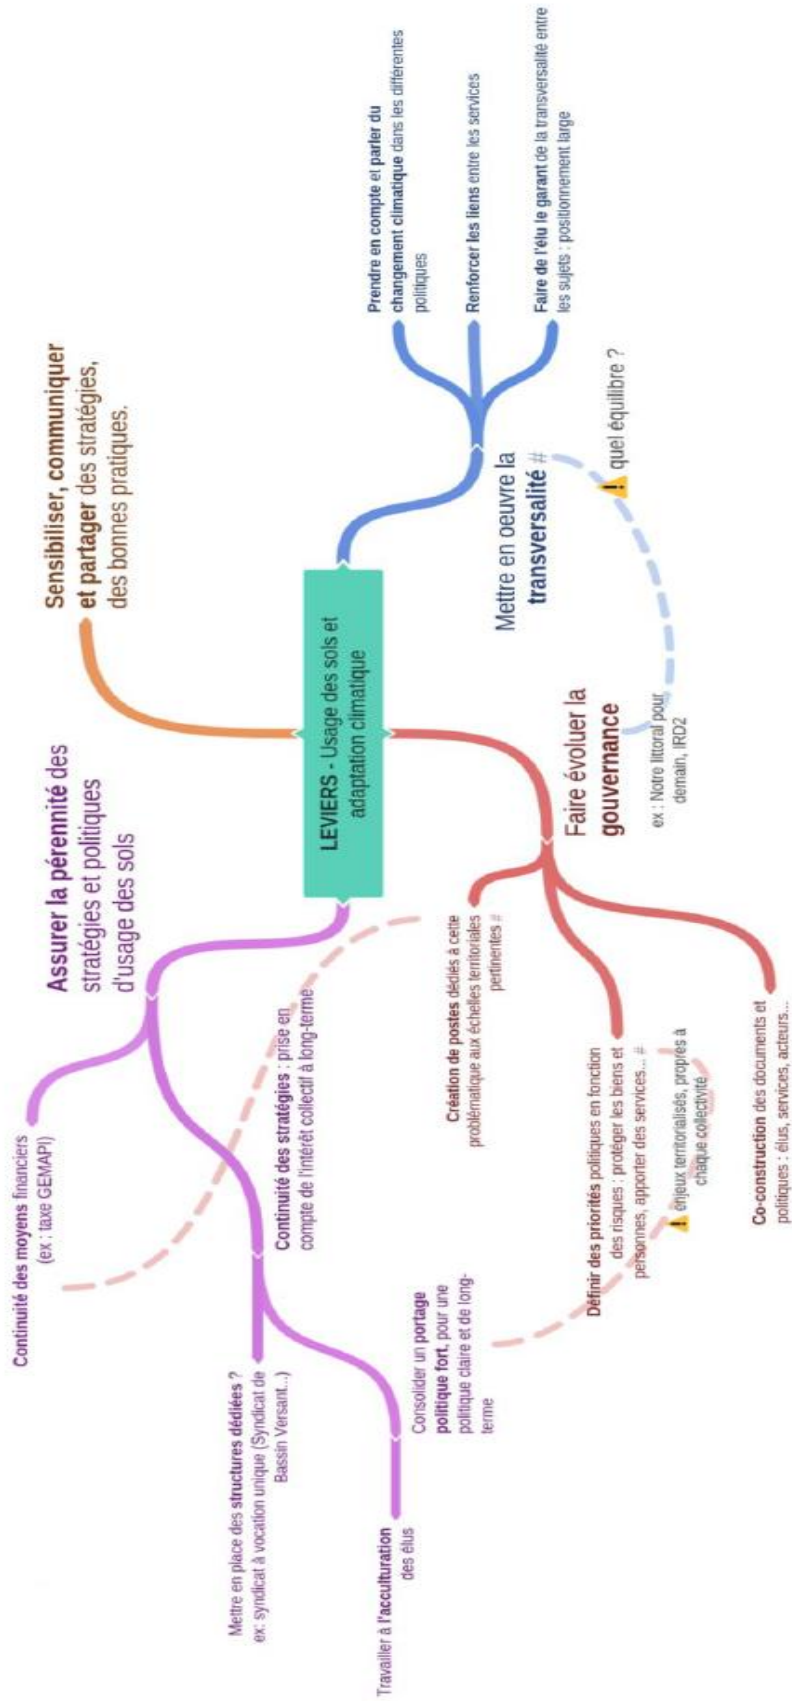 LEVIERS - Usage des sols et
adaptation climatique
Sensibiliser, communiquer
et partager des stratégies,
des bonnes pratiques.
Mettre en oeuvre la
transversalité #
Prendre en compte et parler du
changement climatique dans les différentes
politiques
Renforcer les liens entre les services
Faire de l'élu le garant de la transversalité entre
les sujets : positionnement large
quel équilibre ?
Faire évoluer la
gouvernance
ex : Notre littoral pour
demain, IRD2
Création de postes dédiés à cette
problématique aux échelles territoriales
pertinentes #
Définir des priorités politiques en fonction
des risques : protéger les biens et
personnes, apporter des services... #
enjeux territorialisés, propres à
chaque collectivité
Co-construction des documents et
politiques : élus, services, acteurs...
Assurer la pérennité des
stratégies et politiques
d'usage des sols
Continuité des moyens financiers
(ex : taxe GEMAPI)
Continuité des stratégies : prise en
compte de l'intérêt collectif à long-terme
Mettre en place des structures dédiées ?
ex: syndicat à vocation unique (Syndicat de
Bassin Versant...)
Consolider un portage
politique fort, pour une
politique claire et de long-
terme
Travailler à l'acculturation
des élus